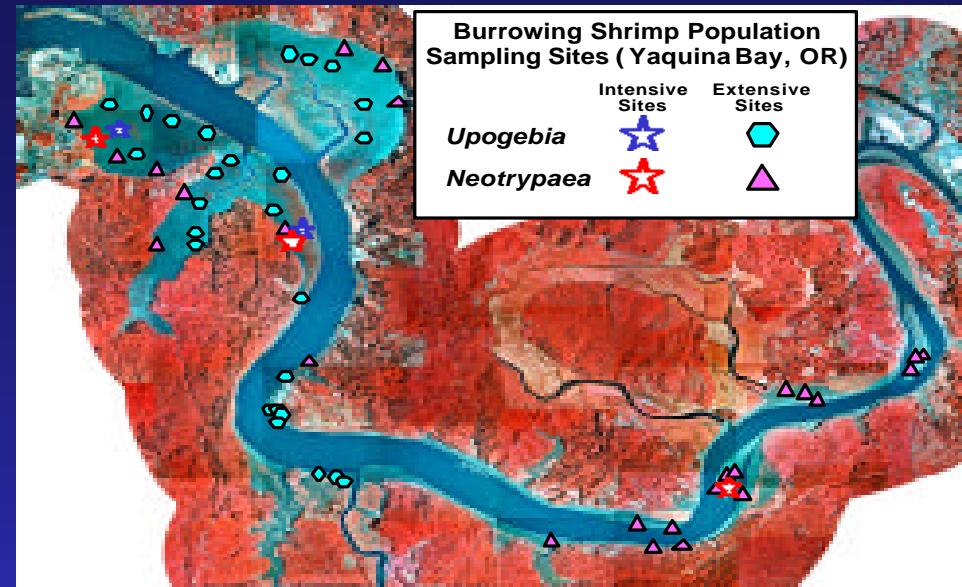 Burrowing Shrimp Population
Sampling Sites ( Yaquina Bay, OR)
Intensive Sites Extensive Sites
Upogebia
Neotrypaea